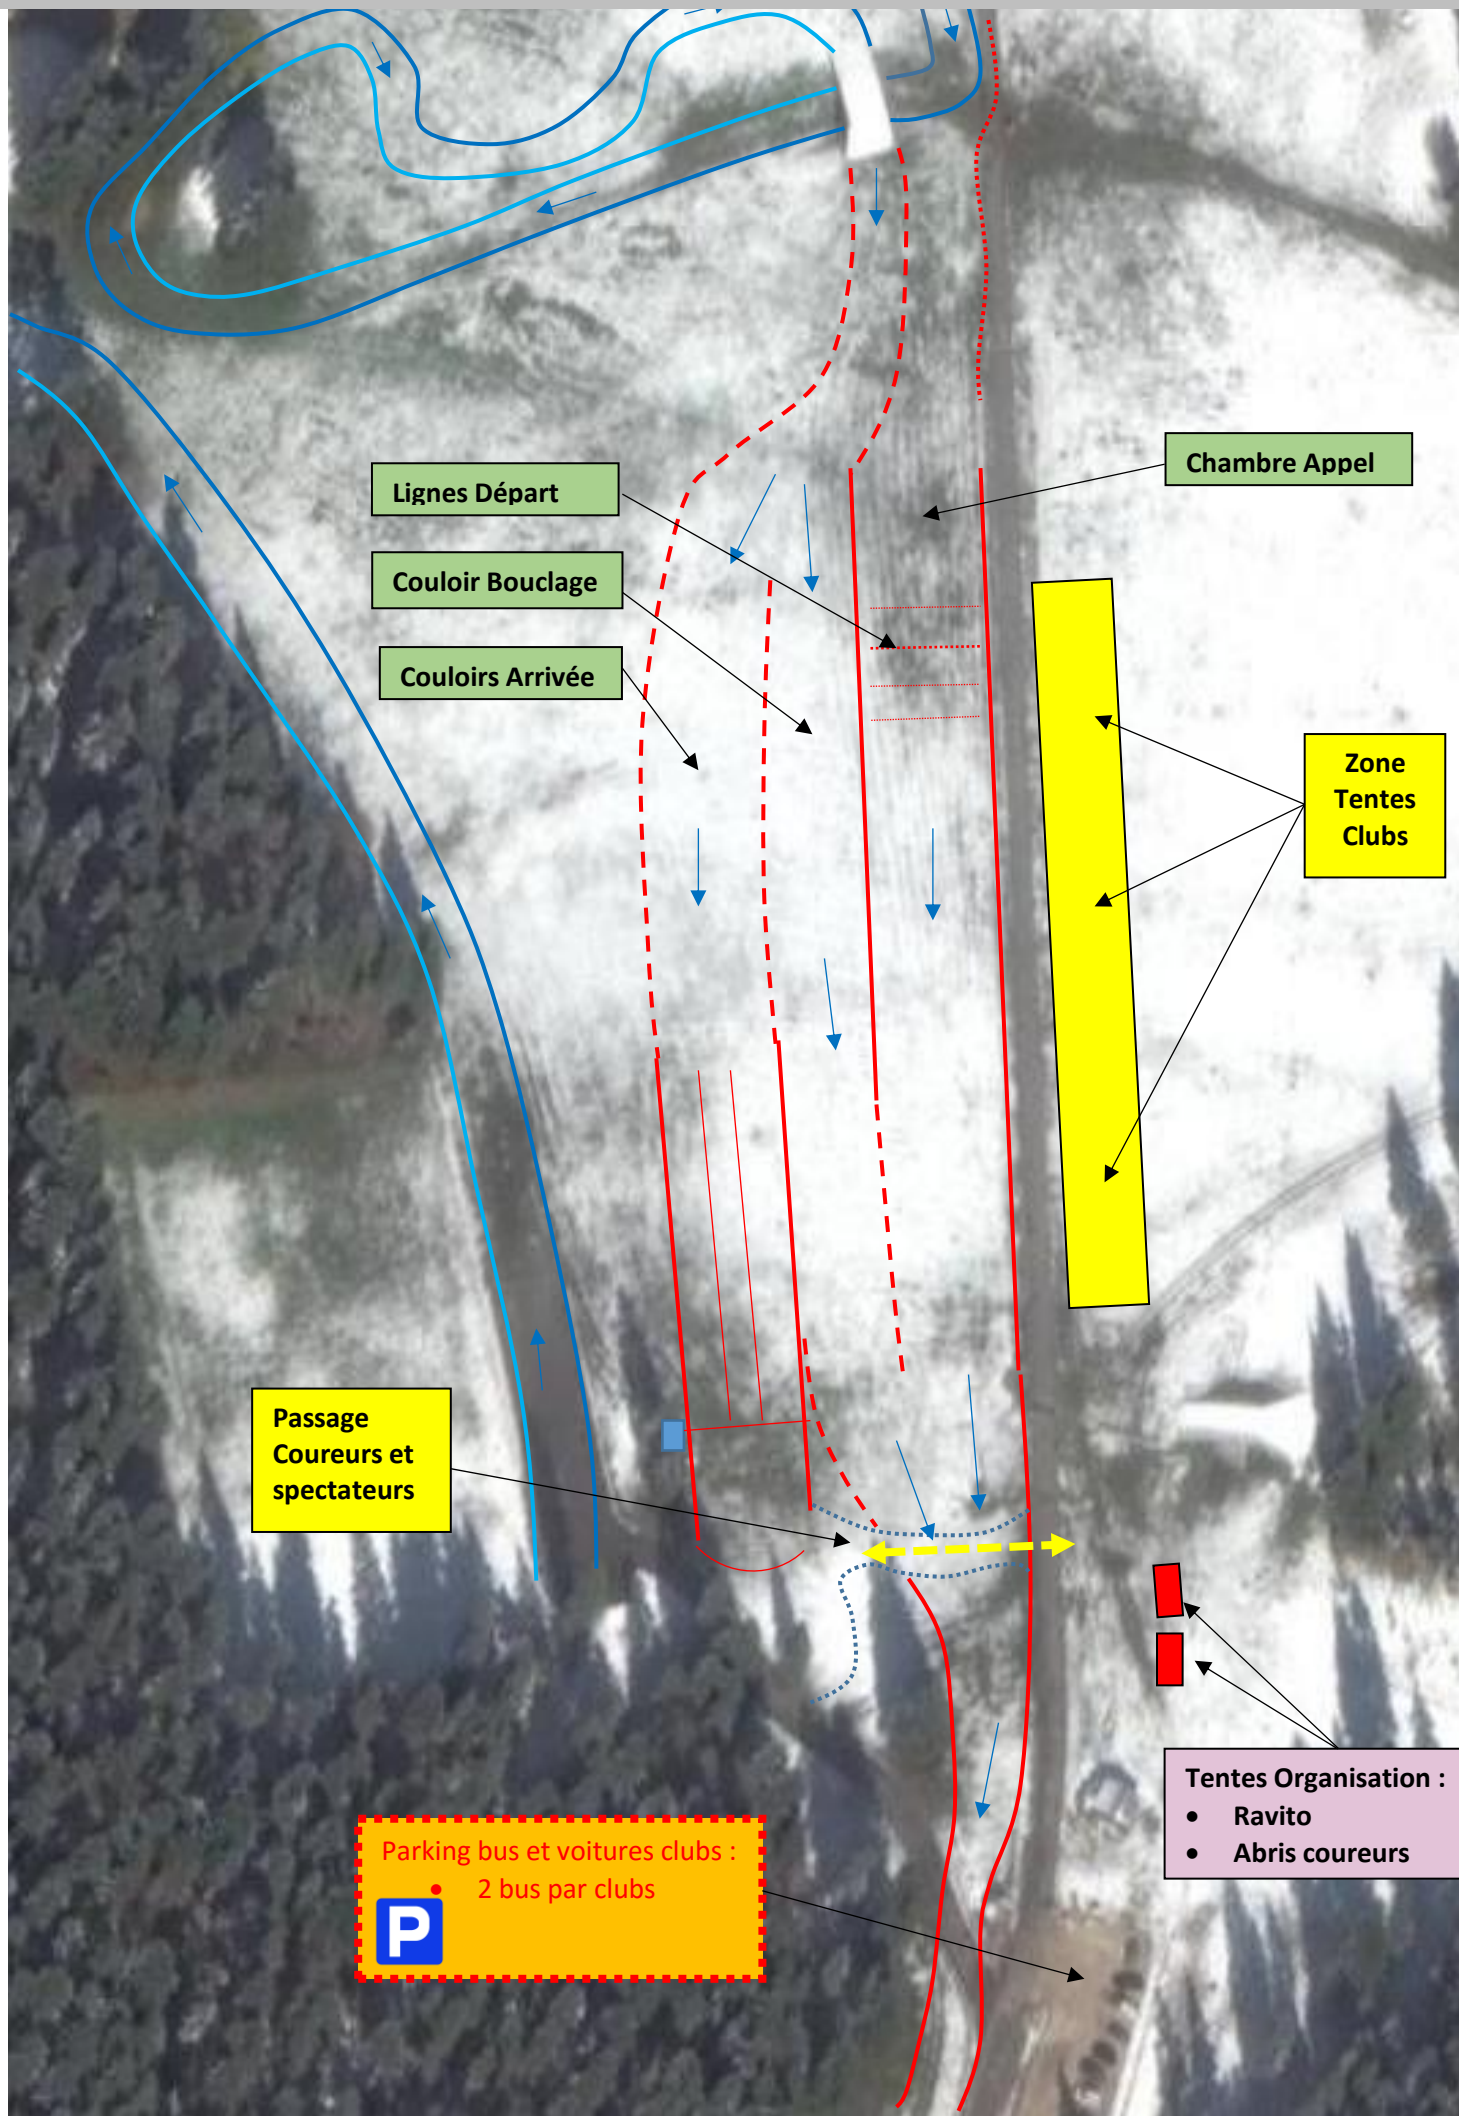 Chambre Appel
Lignes Départ
Couloir Bouclage
Couloirs Arrivée
Zone
Tentes
Clubs
Passage
Coureurs et
spectateurs
Tentes Organisation :
• Ravito
• Abris coureurs
Parking bus et voitures clubs :
• 2 bus par clubs
P